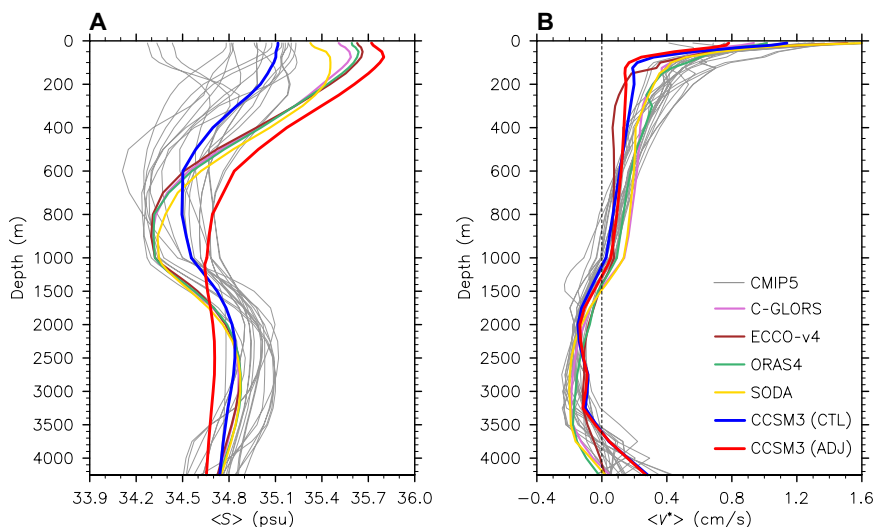 A
B
0
200
400
600
800
1000
1500
2000
2500
3000
3500
4000
Depth (m)
33.9 34.2 34.5 34.8 35.1 35.4 35.7 36.0
<S> (psu)
0
200
400
600
800
1000
1500
2000
2500
3000
3500
4000
Depth (m)
CMIP5
C-GLORS
ECCO-v4
ORAS4
SODA
CCSM3 (CTL)
CCSM3 (ADJ)
−0.4 0.0 0.4 0.8 1.2 1.6
<V*> (cm/s)